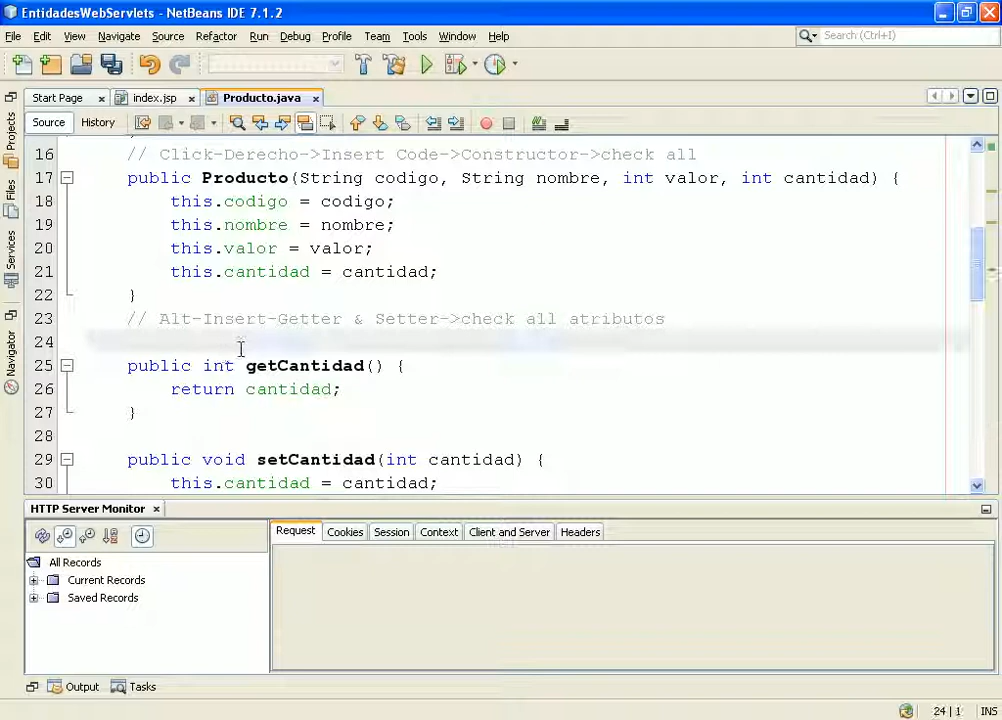 EntidadesWebServlets - NetBeans IDE 7.1.2
File Edit View Navigate Source Refactor Run Debug Profile Team Tools Window Help
Search (Ctrl+I)
Start Page index.jsp Producto.java
Source History
Projects
Files
Services
Navigator
16 // Click-Derecho->Insert Code->Constructor->check all
17 public Producto(String codigo, String nombre, int valor, int cantidad) {
18 this.codigo = codigo;
19 this.nombre = nombre;
20 this.valor = valor;
21 this.cantidad = cantidad;
22 }
23 // Alt-Insert-Getter & Setter->check all atributos
24
25 public int getCantidad() {
26 return cantidad;
27 }
28
29 public void setCantidad(int cantidad) {
30 this.cantidad = cantidad;
HTTP Server Monitor
All Records
Current Records
Saved Records
Request Cookies Session Context Client and Server Headers
Output Tasks
24 | 1 INS